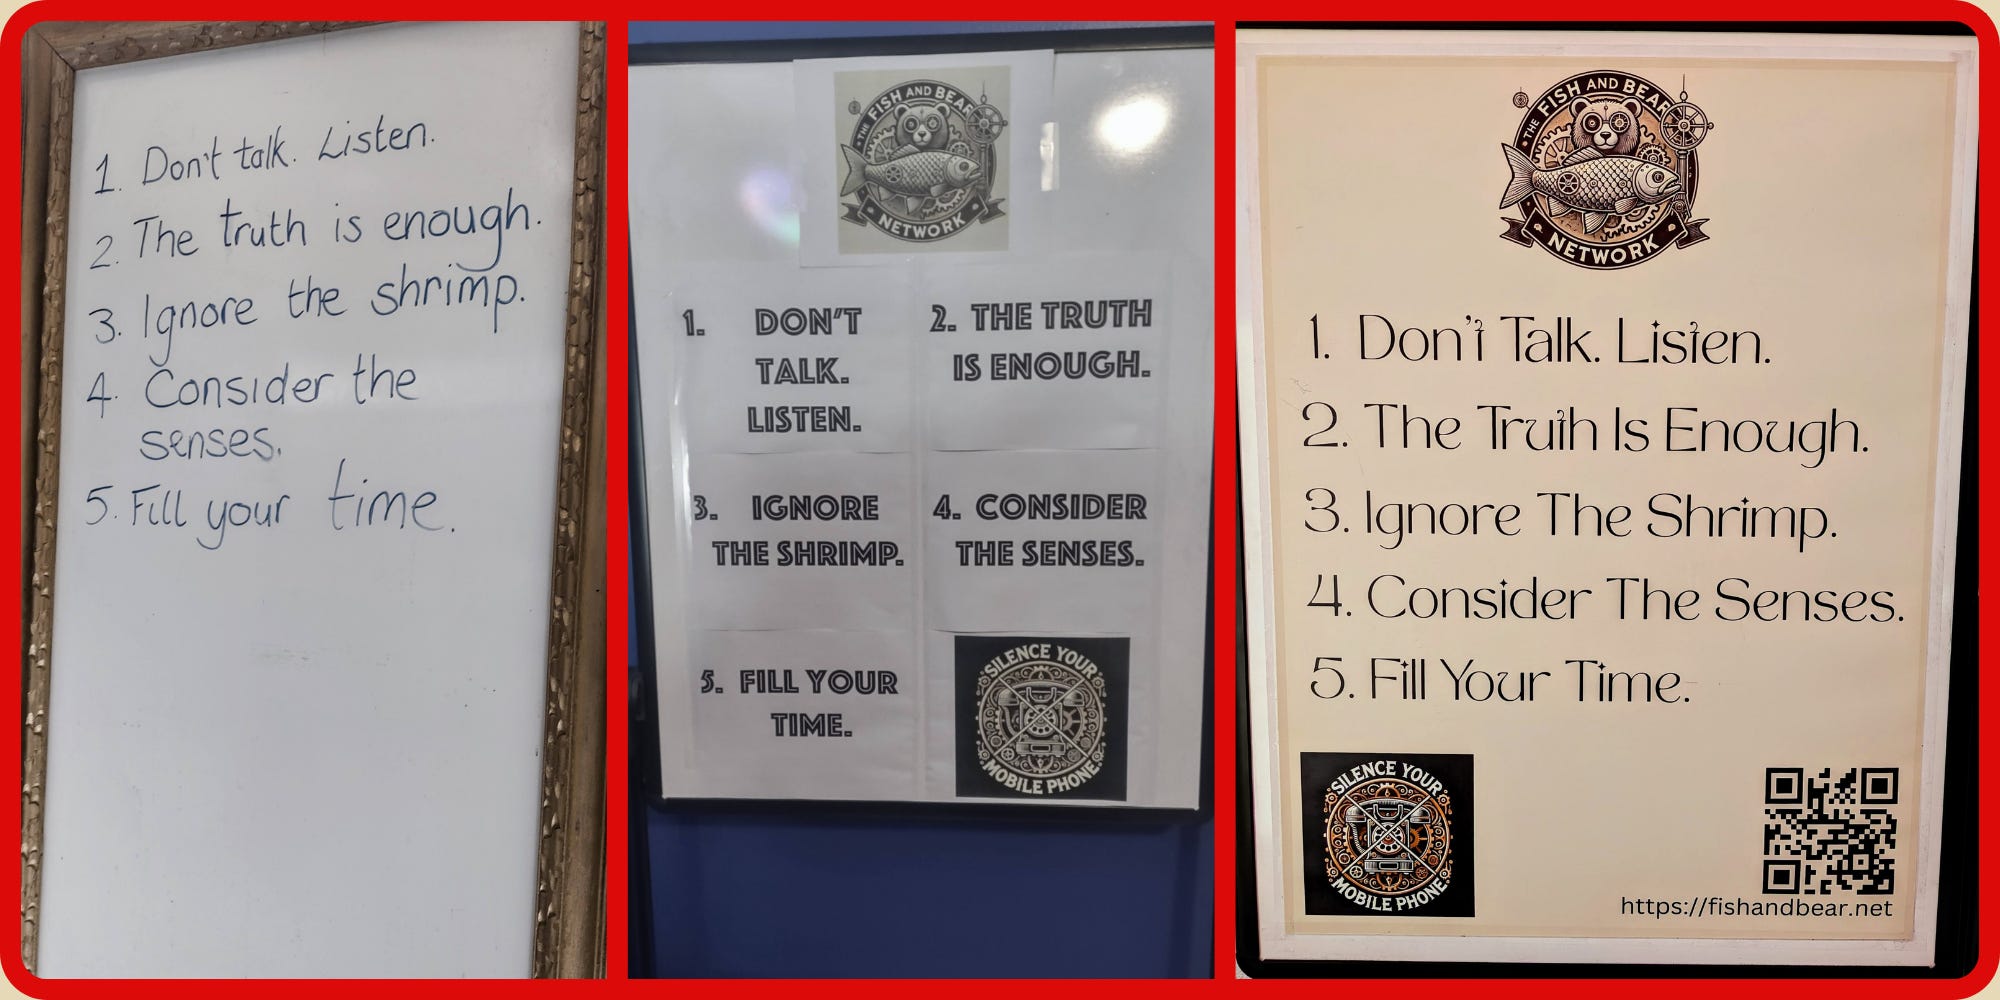 1. Don't talk. Listen.
2. The truth is enough.
3. Ignore the shrimp.
4. Consider the
senses.
5. Fill your time.
THE FISH AND BEAR
NETWORK
1. DON'T
TALK.
LISTEN.
2. THE TRUTH
IS ENOUGH.
3. IGNORE
THE SHRIMP.
4. CONSIDER
THE SENSES.
5. FILL YOUR
TIME.
SILENCE YOUR
MOBILE PHONE
THE FISH AND BEAR
NETWORK
1. Don't Talk. Listen.
2. The Truth Is Enough.
3. Ignore The Shrimp.
4. Consider The Senses.
5. Fill Your Time.
SILENCE YOUR
MOBILE PHONE
https://fishandbear.net